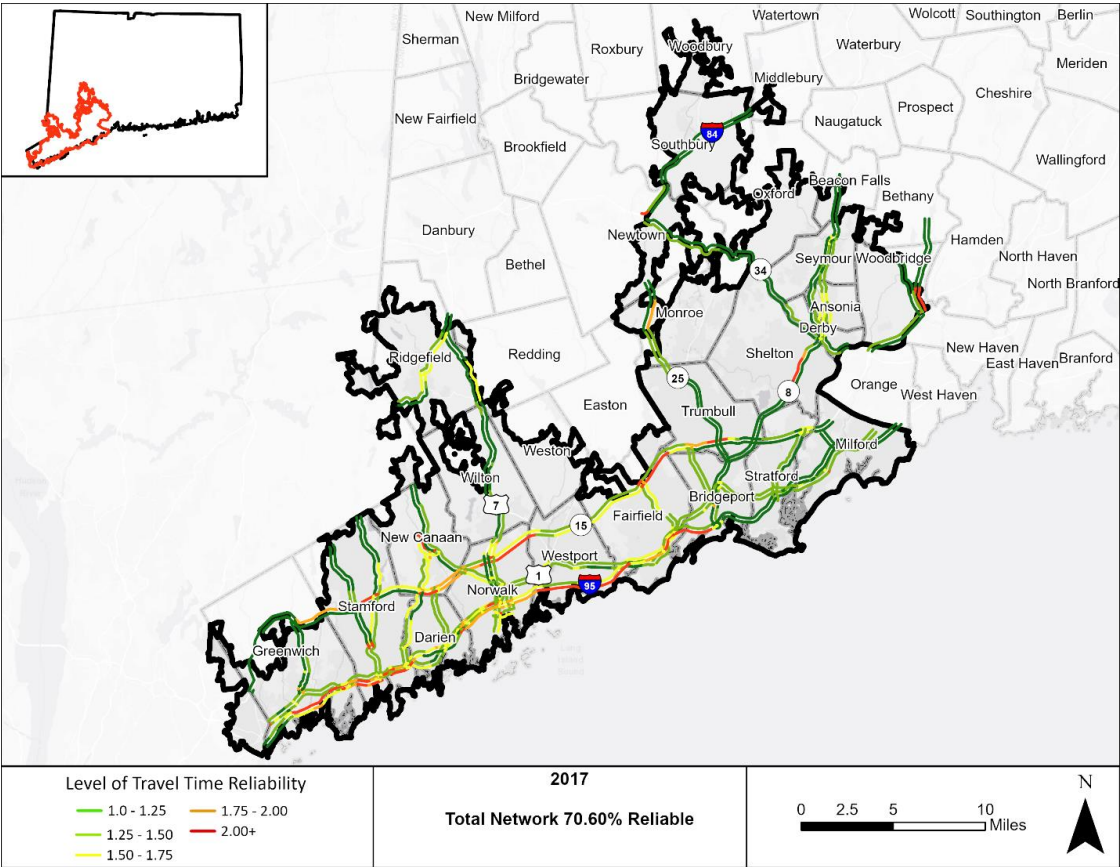 New Milford
Watertown
Wolcott
Southington
Berlin
Sherman
Roxbury
Woodbury
Waterbury
Meriden
Bridgewater
Middlebury
Cheshire
Prospect
New Fairfield
Naugatuck
84
Brookfield
Southbury
Wallingford
Beacon Falls
Oxford
Bethany
Danbury
Newtown
Hamden
North Haven
Bethel
34
Seymour
Woodbridge
North Branford
Monroe
Ansonia
Derby
Ridgefield
Redding
Shelton
New Haven
East Haven
Branford
25
8
Orange
West Haven
Easton
Trumbull
Weston
Milford
Wilton
Stratford
7
Bridgeport
15
Fairfield
New Canaan
Westport
1
95
Norwalk
Stamford
Darien
Greenwich
Level of Travel Time Reliability
1.0 - 1.25
1.25 - 1.50
1.50 - 1.75
1.75 - 2.00
2.00+
2017
Total Network 70.60% Reliable
0 2.5 5 10
Miles
N